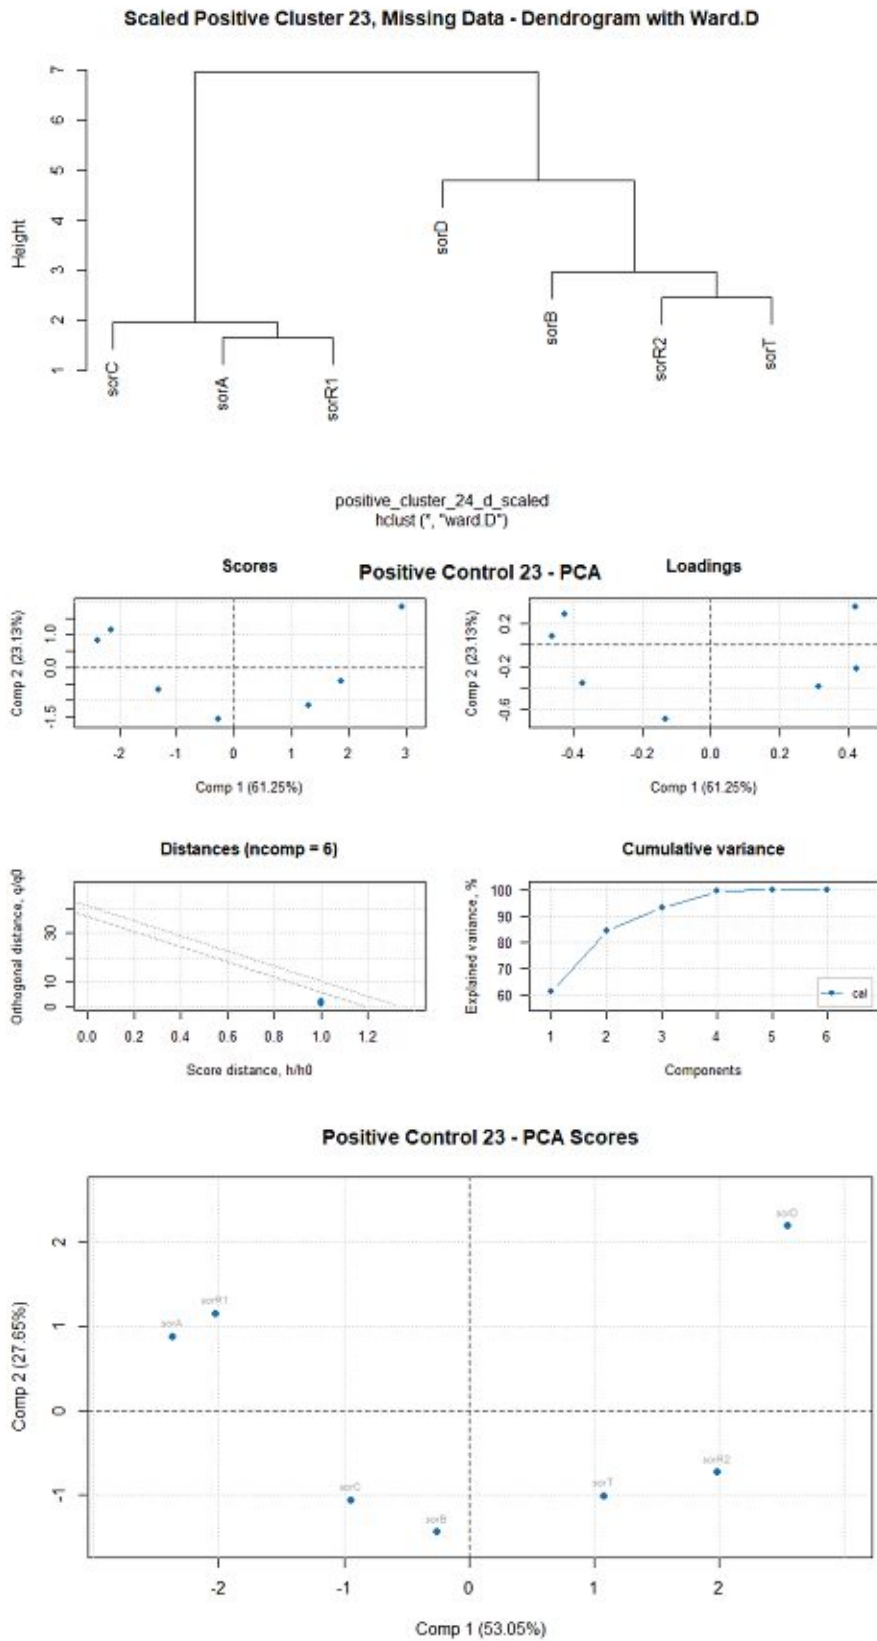 Scaled Positive Cluster 23, Missing Data - Dendrogram with Ward.D
Height
7
6
5
4
3
2
1
sorC
sorA
sorR1
sorD
sorB
sorR2
sorT
positive_cluster_24_d_scaled
hclust (*, "ward.D")
Positive Control 23 - PCA
Scores
Comp 2 (23.13%)
1.0
0.0
-1.5
-2 -1 0 1 2 3
Comp 1 (61.25%)
Loadings
Comp 2 (23.13%)
0.2
-0.2
-0.6
-0.4 -0.2 0.0 0.2 0.4
Comp 1 (61.25%)
Distances (ncomp = 6)
Orthogonal distance, q/q0
30
10
0
0.0 0.2 0.4 0.6 0.8 1.0 1.2
Score distance, h/h0
Cumulative variance
Explained variance, %
100
90
80
70
60
cal
1 2 3 4 5 6
Components
Positive Control 23 - PCA Scores
Comp 2 (27.65%)
2
1
0
-1
sorD
sorR1
sorA
sorC
sorB
sorT
sorR2
-2 -1 0 1 2
Comp 1 (53.05%)